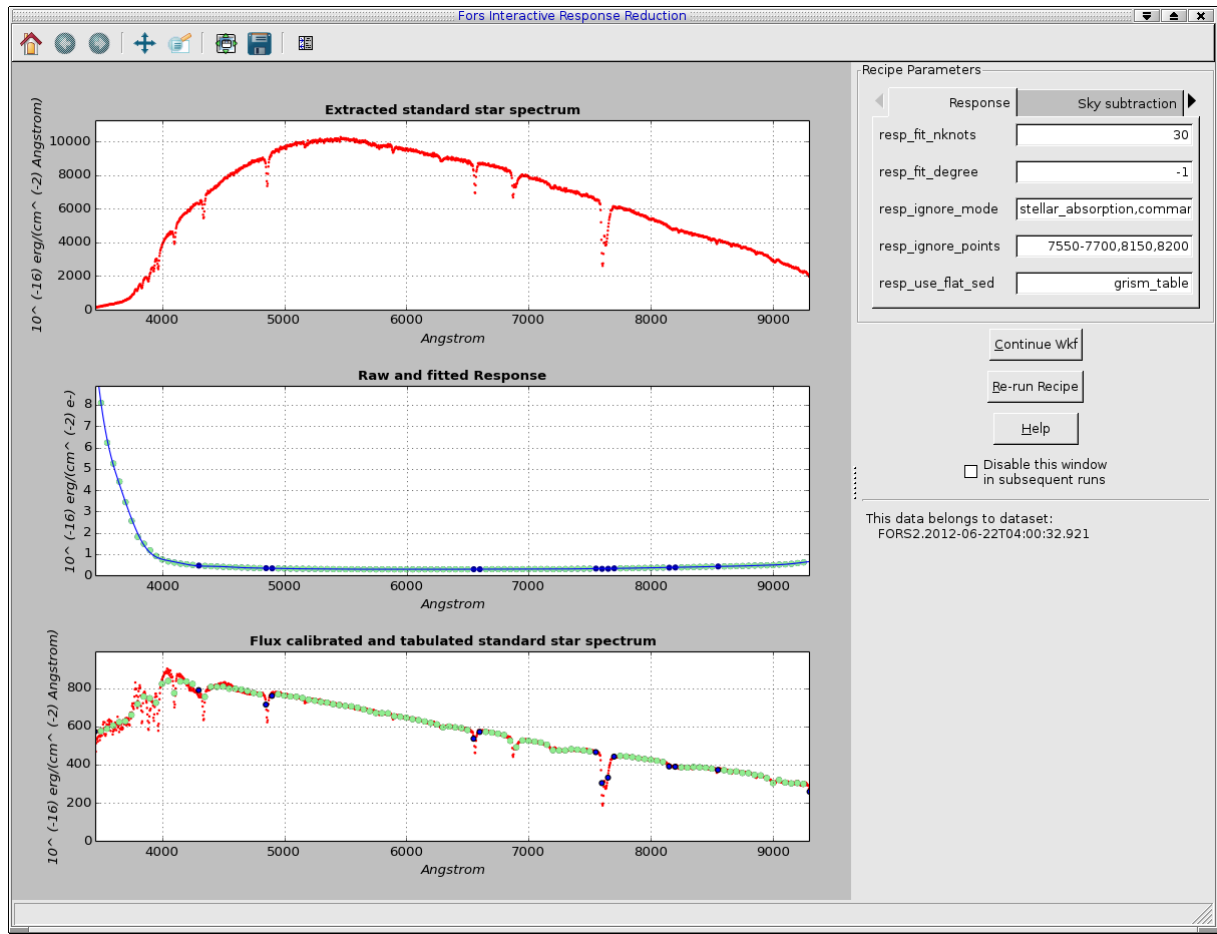 Fors Interactive Response Reduction
Extracted standard star spectrum
10^ (-16) erg/(cm^ (-2) Angstrom)
10000
8000
6000
4000
2000
0
4000 5000 6000 7000 8000 9000
Angstrom
Raw and fitted Response
10^ (-16) erg/(cm^ (-2) e-)
8
7
6
5
4
3
2
1
0
4000 5000 6000 7000 8000 9000
Angstrom
Flux calibrated and tabulated standard star spectrum
10^ (-16) erg/(cm^ (-2) Angstrom)
800
600
400
200
0
4000 5000 6000 7000 8000 9000
Angstrom
Recipe Parameters
Response Sky subtraction
resp_fit_nknots 30
resp_fit_degree -1
resp_ignore_mode stellar_absorption,commar
resp_ignore_points 7550-7700,8150,8200
resp_use_flat_sed grism_table
Continue Wkf
Re-run Recipe
Help
Disable this window
in subsequent runs
This data belongs to dataset:
FORS2.2012-06-22T04:00:32.921